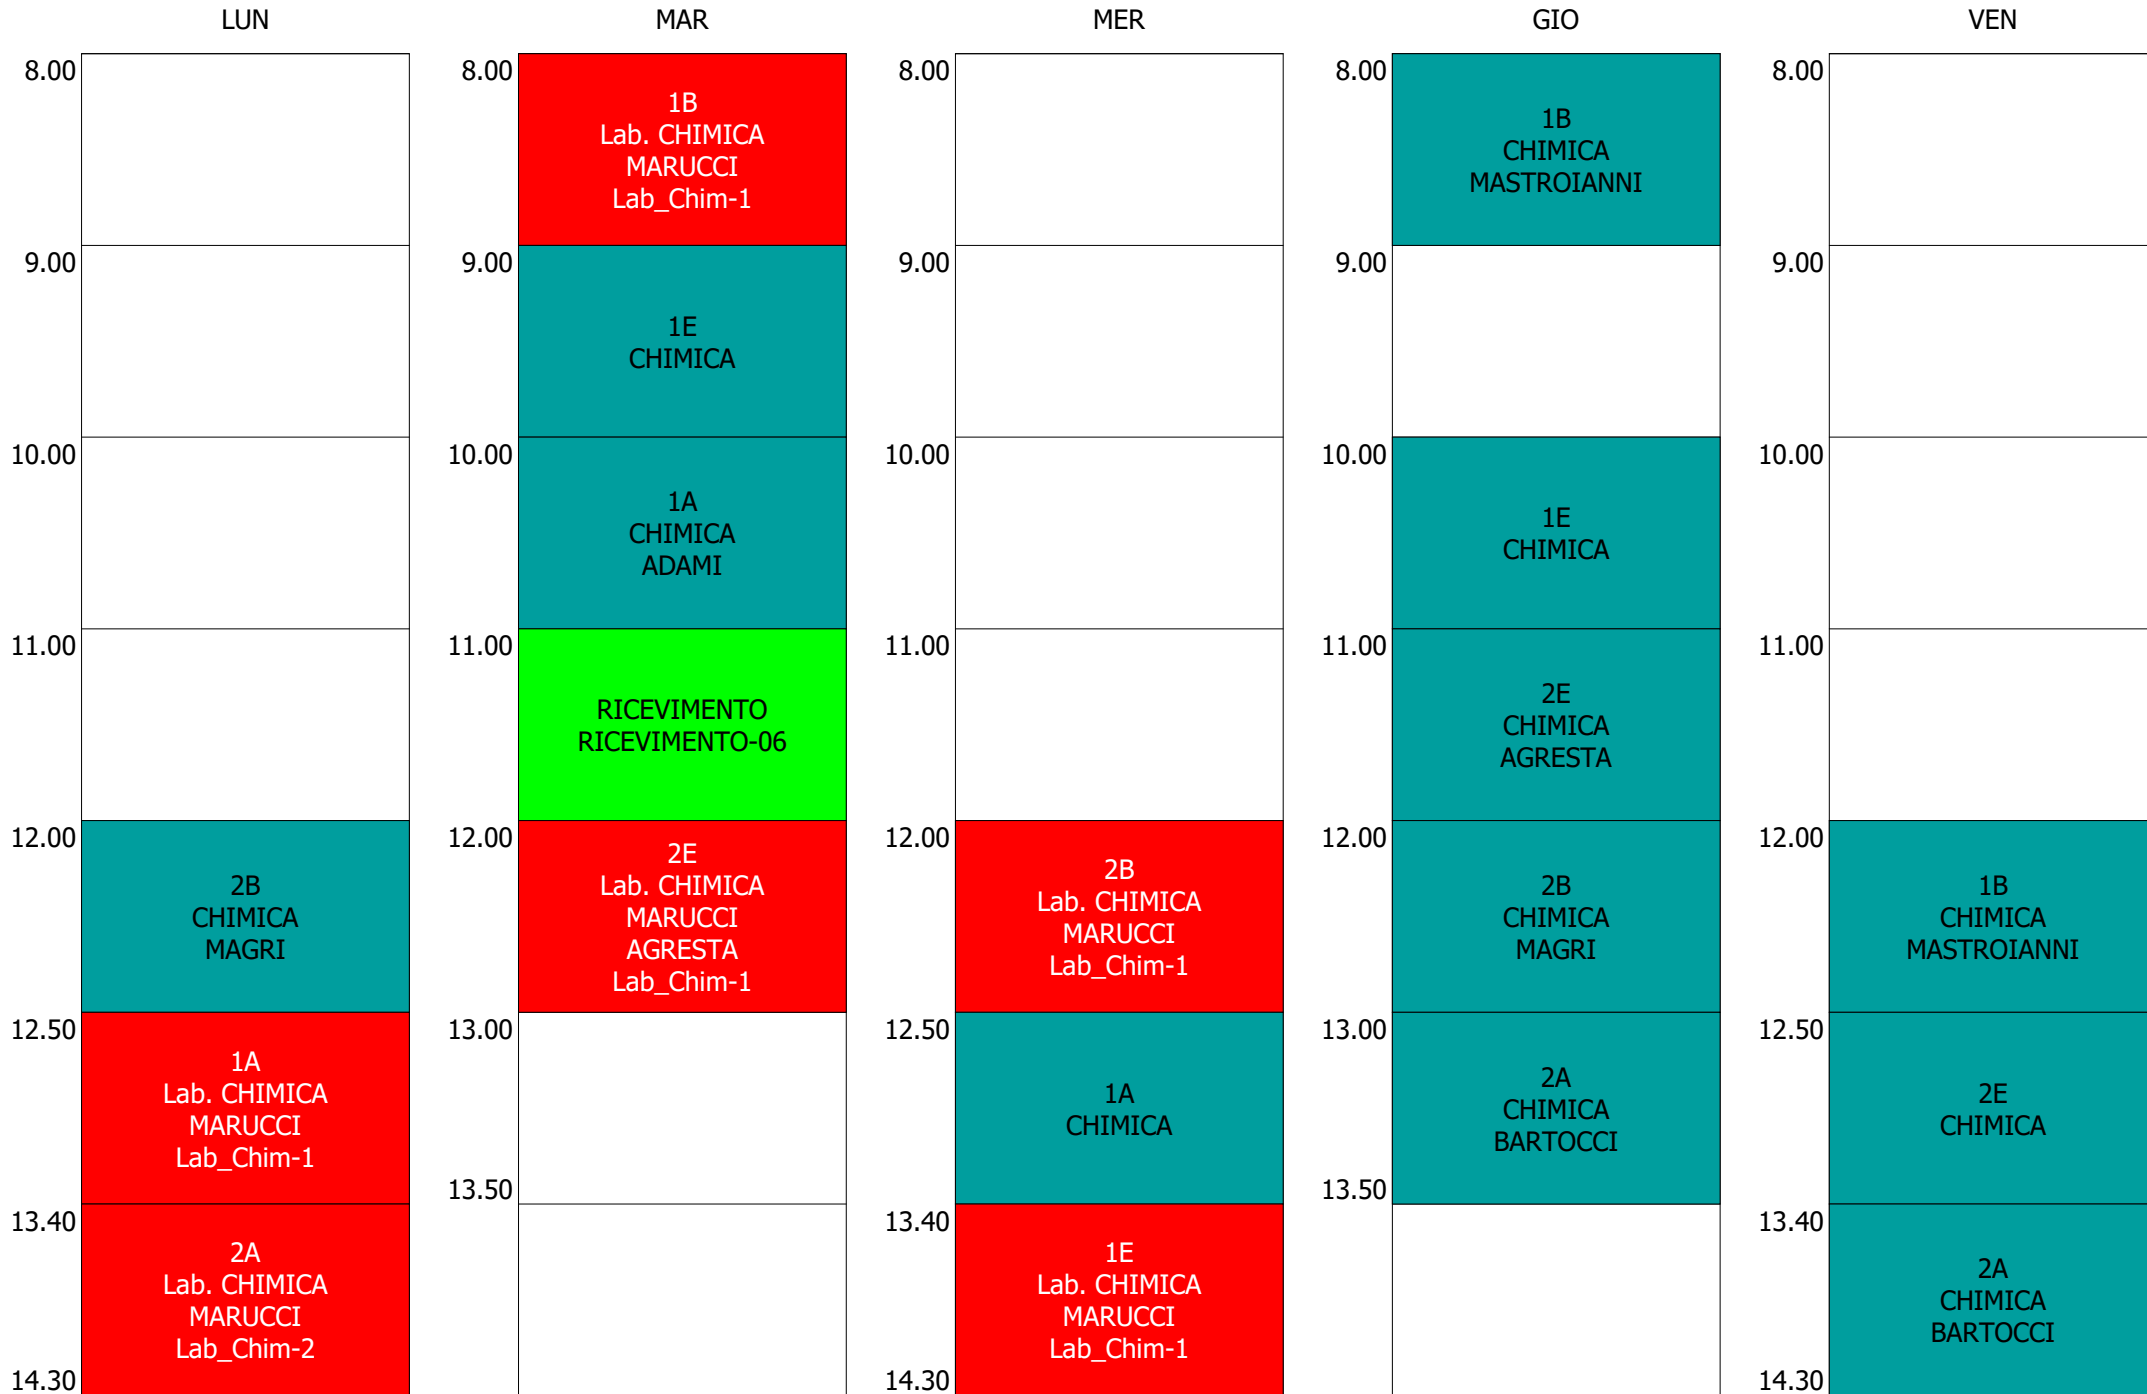 LUN
8.00
9.00
10.00
11.00
12.00
2B
CHIMICA
MAGRI
12.50
1A
Lab. CHIMICA
MARUCCI
Lab_Chim-1
13.40
2A
Lab. CHIMICA
MARUCCI
Lab_Chim-2
14.30
MAR
8.00
1B
Lab. CHIMICA
MARUCCI
Lab_Chim-1
9.00
1E
CHIMICA
10.00
1A
CHIMICA
ADAMI
11.00
RICEVIMENTO
RICEVIMENTO-06
12.00
2E
Lab. CHIMICA
MARUCCI
AGRESTA
Lab_Chim-1
13.00
13.50
MER
8.00
9.00
10.00
11.00
12.00
2B
Lab. CHIMICA
MARUCCI
Lab_Chim-1
12.50
1A
CHIMICA
13.40
1E
Lab. CHIMICA
MARUCCI
Lab_Chim-1
14.30
GIO
8.00
1B
CHIMICA
MASTROIANNI
9.00
10.00
1E
CHIMICA
11.00
2E
CHIMICA
AGRESTA
12.00
2B
CHIMICA
MAGRI
13.00
2A
CHIMICA
BARTOCCI
13.50
VEN
8.00
9.00
10.00
11.00
12.00
1B
CHIMICA
MASTROIANNI
12.50
2E
CHIMICA
13.40
2A
CHIMICA
BARTOCCI
14.30